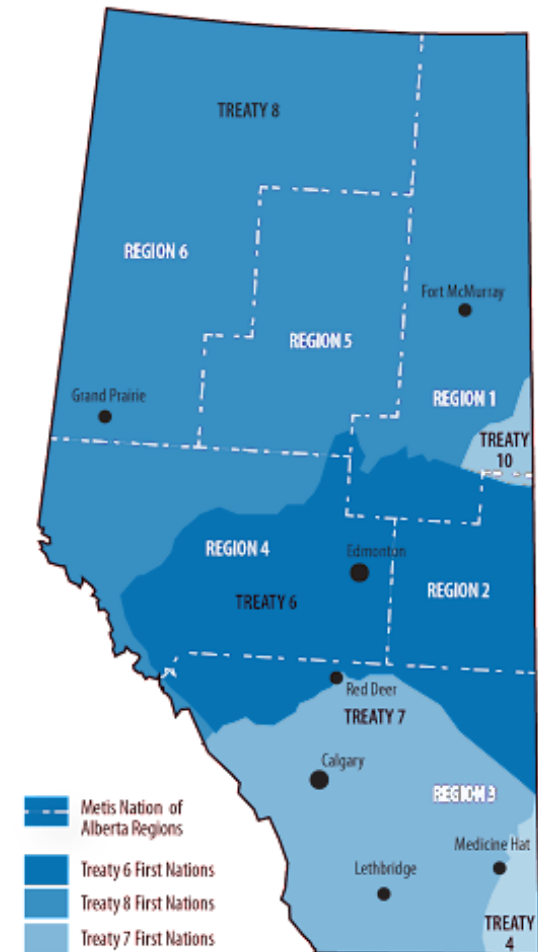 TREATY 8
REGION 6
Fort McMurray
REGION 5
Grand Prairie
REGION 1
TREATY
10
REGION 4
Edmonton
REGION 2
TREATY 6
Red Deer
TREATY 7
Calgary
REGION 3
Metis Nation of
Alberta Regions
Medicine Hat
Treaty 6 First Nations
Lethbridge
Treaty 8 First Nations
TREATY
4
Treaty 7 First Nations